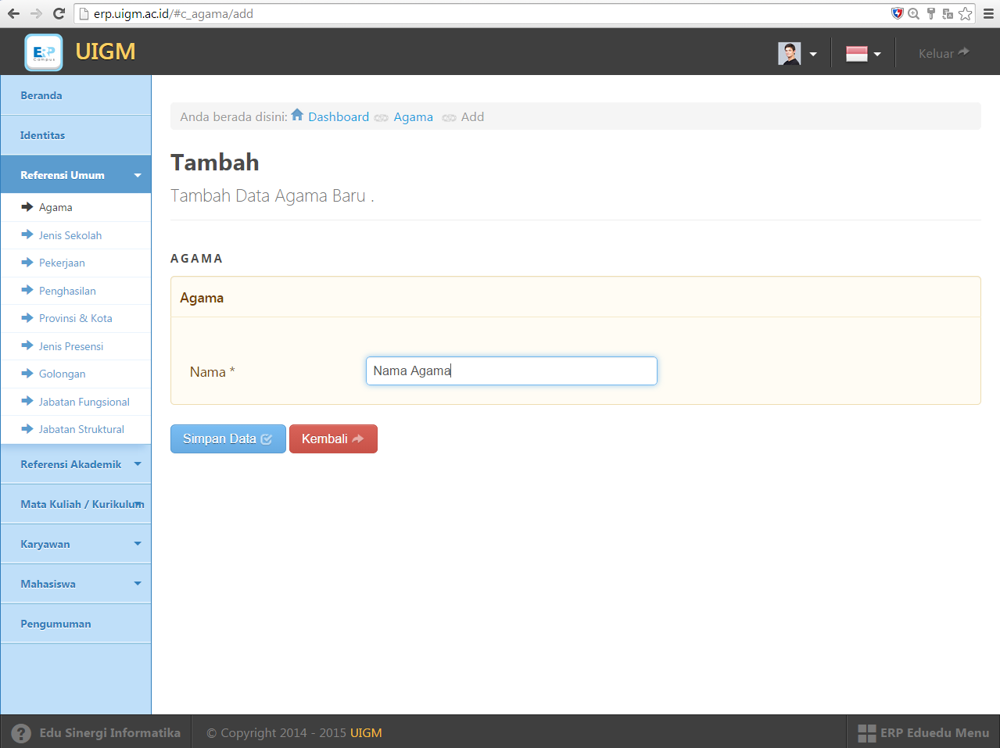 erp.uigm.ac.id/#c_agama/add
ERP
Campus
UIGM
Keluar
Beranda
Identitas
Referensi Umum
Agama
Jenis Sekolah
Pekerjaan
Penghasilan
Provinsi & Kota
Jenis Presensi
Golongan
Jabatan Fungsional
Jabatan Struktural
Referensi Akademik
Mata Kuliah / Kurikulum
Karyawan
Mahasiswa
Pengumuman
Anda berada disini: Dashboard Agama Add
Tambah
Tambah Data Agama Baru .
AGAMA
Agama
Nama * Nama Agama
Simpan Data Kembali
? Edu Sinergi Informatika
© Copyright 2014 - 2015 UIGM
ERP Eduedu Menu